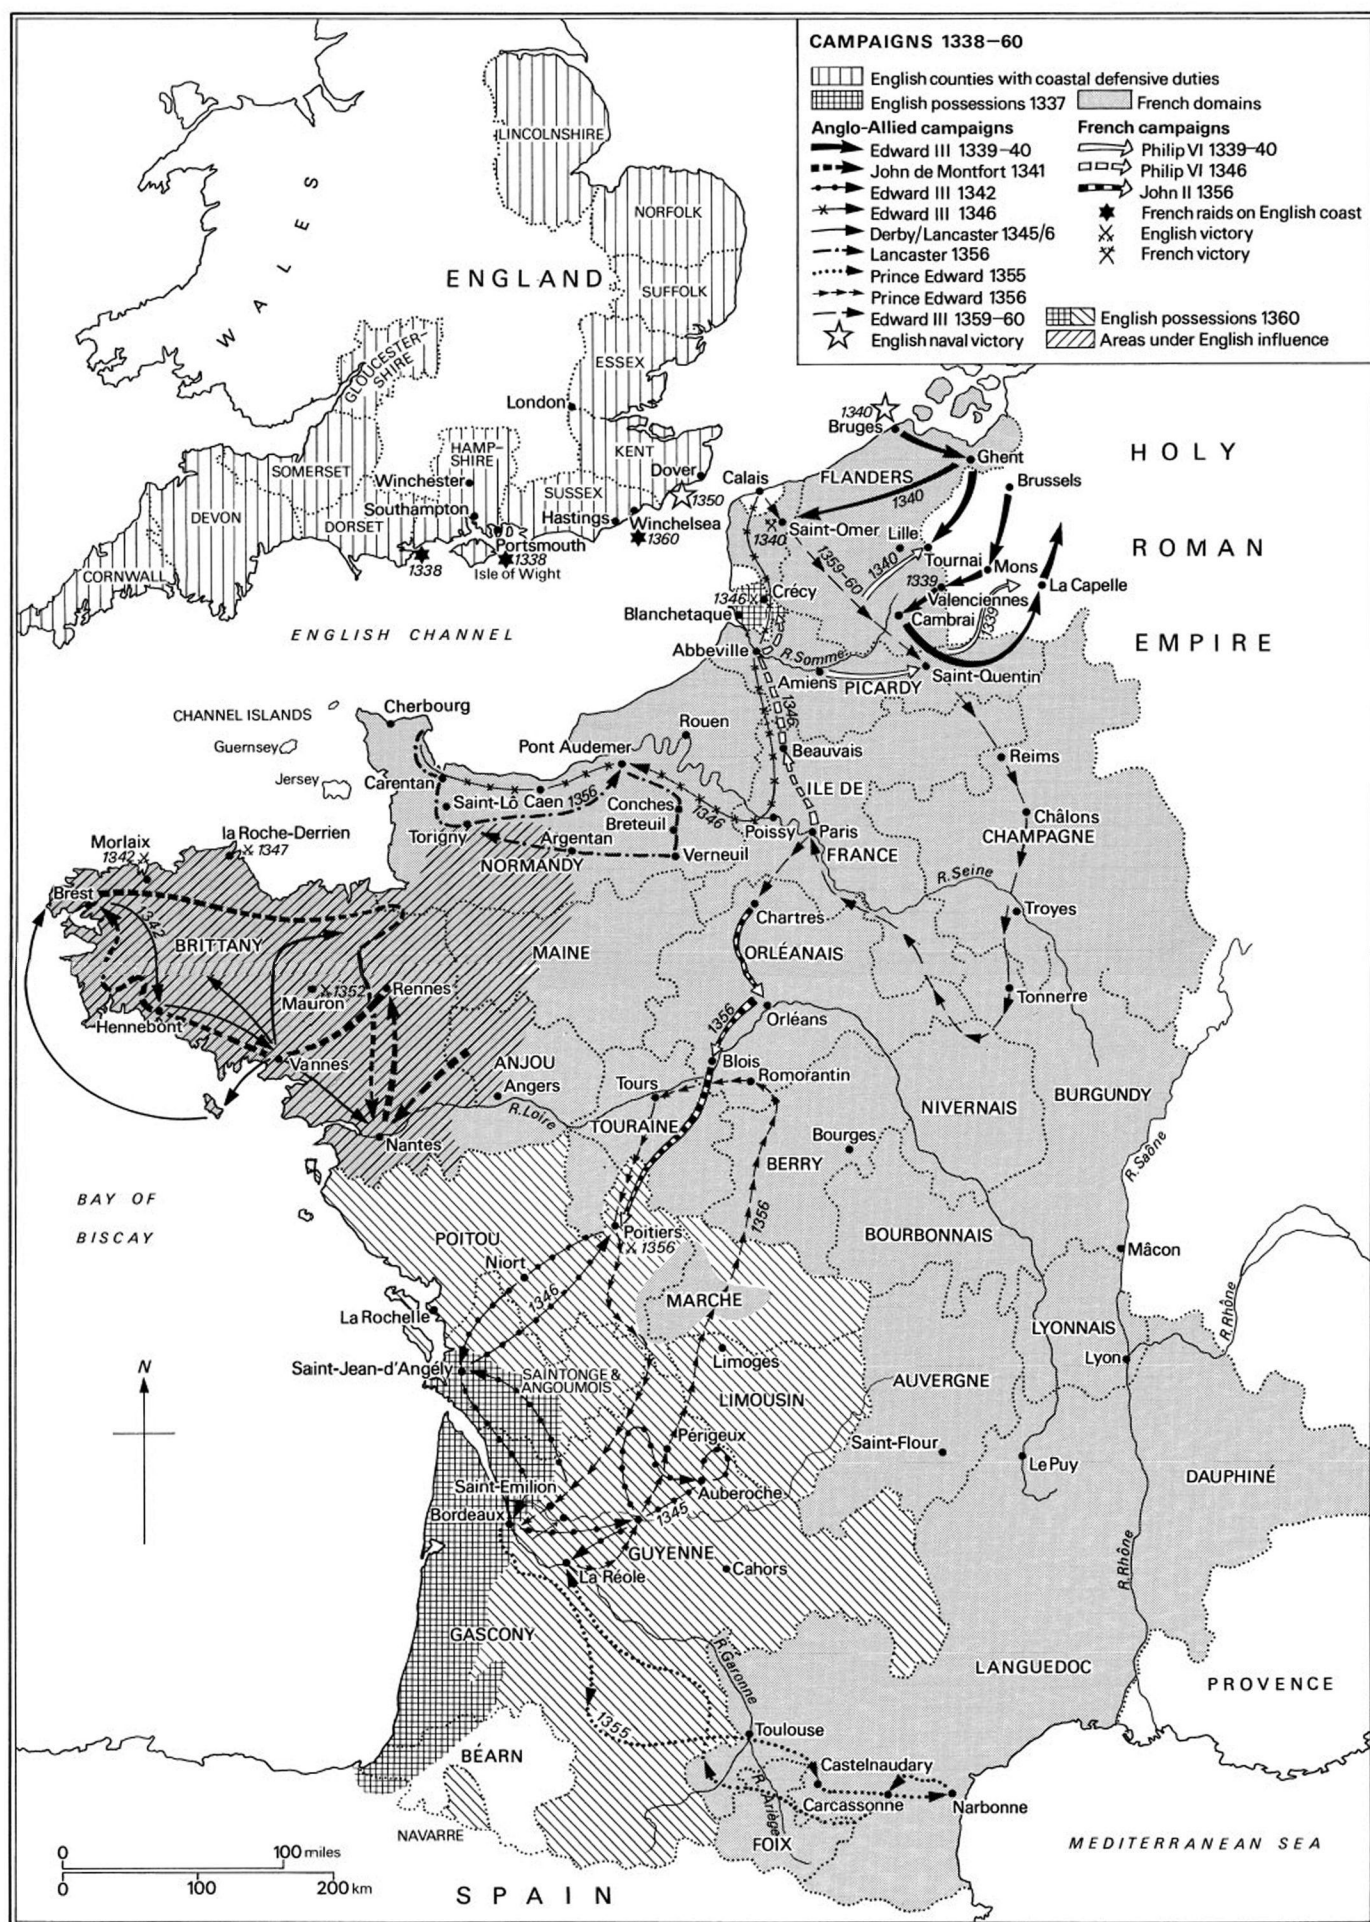 CAMPAIGNS 1338–60
English counties with coastal defensive duties
English possessions 1337
French domains
Anglo-Allied campaigns
Edward III 1339–40
John de Montfort 1341
Edward III 1342
Edward III 1346
Derby/Lancaster 1345/6
Lancaster 1356
Prince Edward 1355
Prince Edward 1356
Edward III 1359–60
English naval victory
French campaigns
Philip VI 1339–40
Philip VI 1346
John II 1356
French raids on English coast
English victory
French victory
English possessions 1360
Areas under English influence
LINCOLNSHIRE
NORFOLK
WALES
ENGLAND
SUFFOLK
GLOUCESTER-
SHIRE
ESSEX
London
1340
Bruges
HOLY
HAMP-
SHIRE
KENT
Ghent
SOMERSET
Dover
Calais
FLANDERS
Brussels
Winchester
SUSSEX
1350
1340
DEVON
DORSET
Southampton
Hastings
Winchelsea
1360
Saint-Omer
1340
Lille
Portsmouth
1338
1338
Isle of Wight
Tournai
Mons
ROMAN
CORNWALL
1359–60
1340
1339
La Capelle
1346
Crécy
Valenciennes
Blanchetaque
Cambrai
1339
ENGLISH CHANNEL
EMPIRE
Abbeville
R.Somme
Amiens
PICARDY
Saint-Quentin
CHANNEL ISLANDS
Cherbourg
1346
Guernsey
Rouen
Pont Audemer
Beauvais
Reims
Jersey
Carentan
ILE DE
FRANCE
Saint-Lô
Caen
1356
Conches
1346
Châlons
CHAMPAGNE
Torigny
Argentan
Breteuil
Poissy
Paris
NORMANDY
Verneuil
la Roche-Derrien
1347
Morlaix
1342
R.Seine
Brest
1342
Chartres
Troyes
BRITTANY
MAINE
ORLÉANAIS
Mauron
1352
Rennes
Tonnerre
Hennebont
1356
Orléans
Vannes
ANJOU
Blois
Angers
Tours
Romorantin
BURGUNDY
R.Loire
NIVERNAIS
TOURAINE
Nantes
Bourges
BERRY
R.Saône
BAY OF
BISCAY
1356
Poitiers
1356
POITOU
BOURBONNAIS
Mâcon
Niort
1346
MARCHE
La Rochelle
R.Rhône
LYONNAIS
N
Saint-Jean-d'Angély
SAINTONGE &
ANGOUMOIS
Limoges
Lyon
LIMOUSIN
AUVERGNE
Périgeux
Saint-Flour
Le Puy
Saint-Emilion
Auberoche
DAUPHINÉ
Bordeaux
1345
GUYENNE
La Réole
Cahors
R.Rhône
GASCONY
R.Garonne
LANGUEDOC
PROVENCE
1355
Toulouse
BÉARN
Castelnaudary
Carcassonne
Narbonne
R. Ariège
NAVARRE
FOIX
MEDITERRANEAN SEA
0 100 miles
0 100 200 km
SPAIN